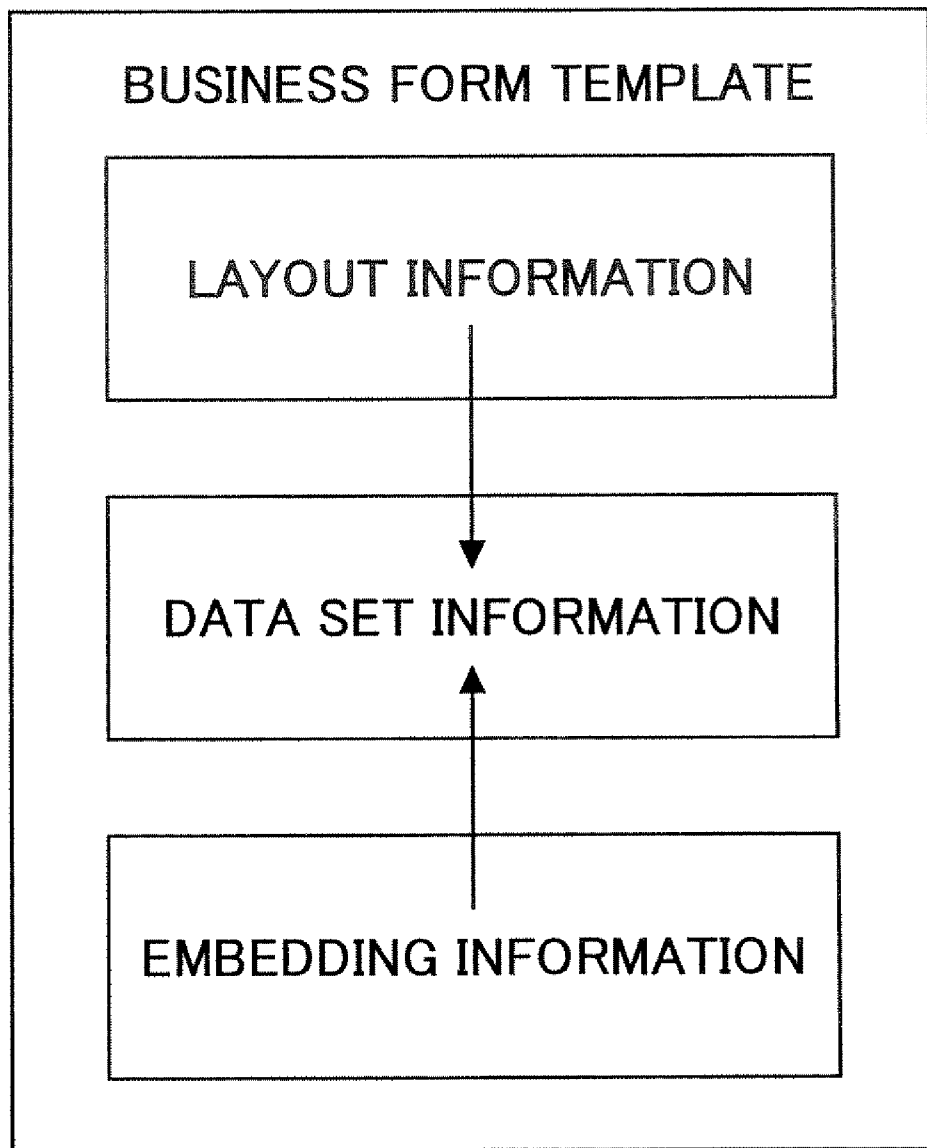 BUSINESS FORM TEMPLATE
LAYOUT INFORMATION
DATA SET INFORMATION
EMBEDDING INFORMATION